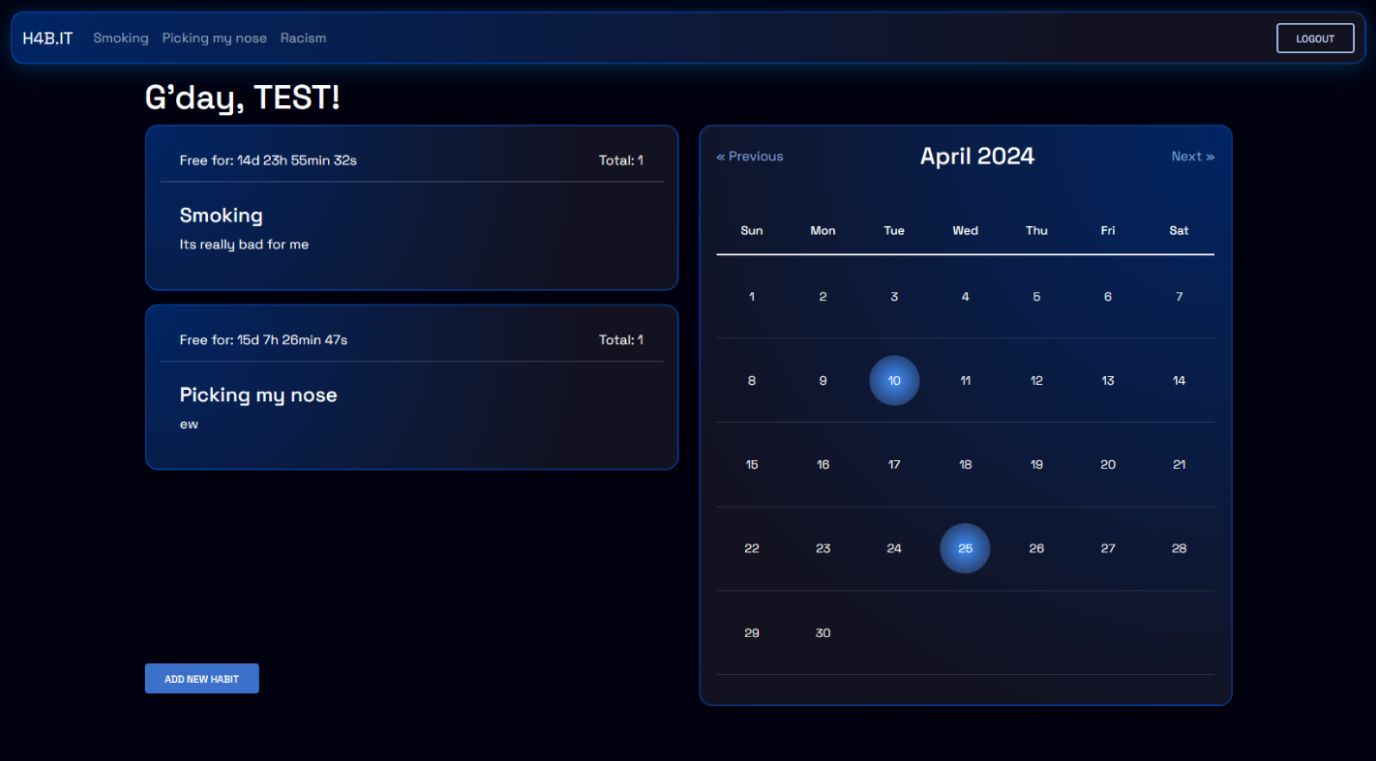 H4B.IT Smoking Picking my nose Racism LOGOUT
G'day, TEST!
Free for: 14d 23h 55min 32s Total: 1
Smoking
Its really bad for me
Free for: 15d 7h 26min 47s Total: 1
Picking my nose
ew
ADD NEW HABIT
« Previous April 2024 Next »
Sun Mon Tue Wed Thu Fri Sat
1 2 3 4 5 6 7
8 9 10 11 12 13 14
15 16 17 18 19 20 21
22 23 24 25 26 27 28
29 30